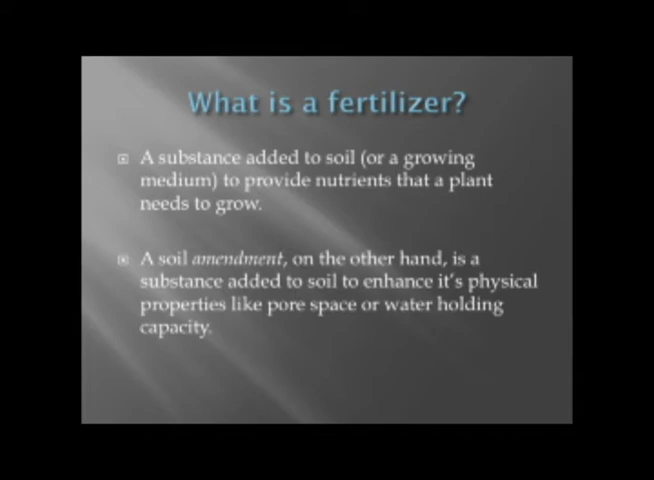 What is a fertilizer?
A substance added to soil (or a growing
medium) to provide nutrients that a plant
needs to grow.
A soil amendment, on the other hand, is a
substance added to soil to enhance it's physical
properties like pore space or water holding
capacity.